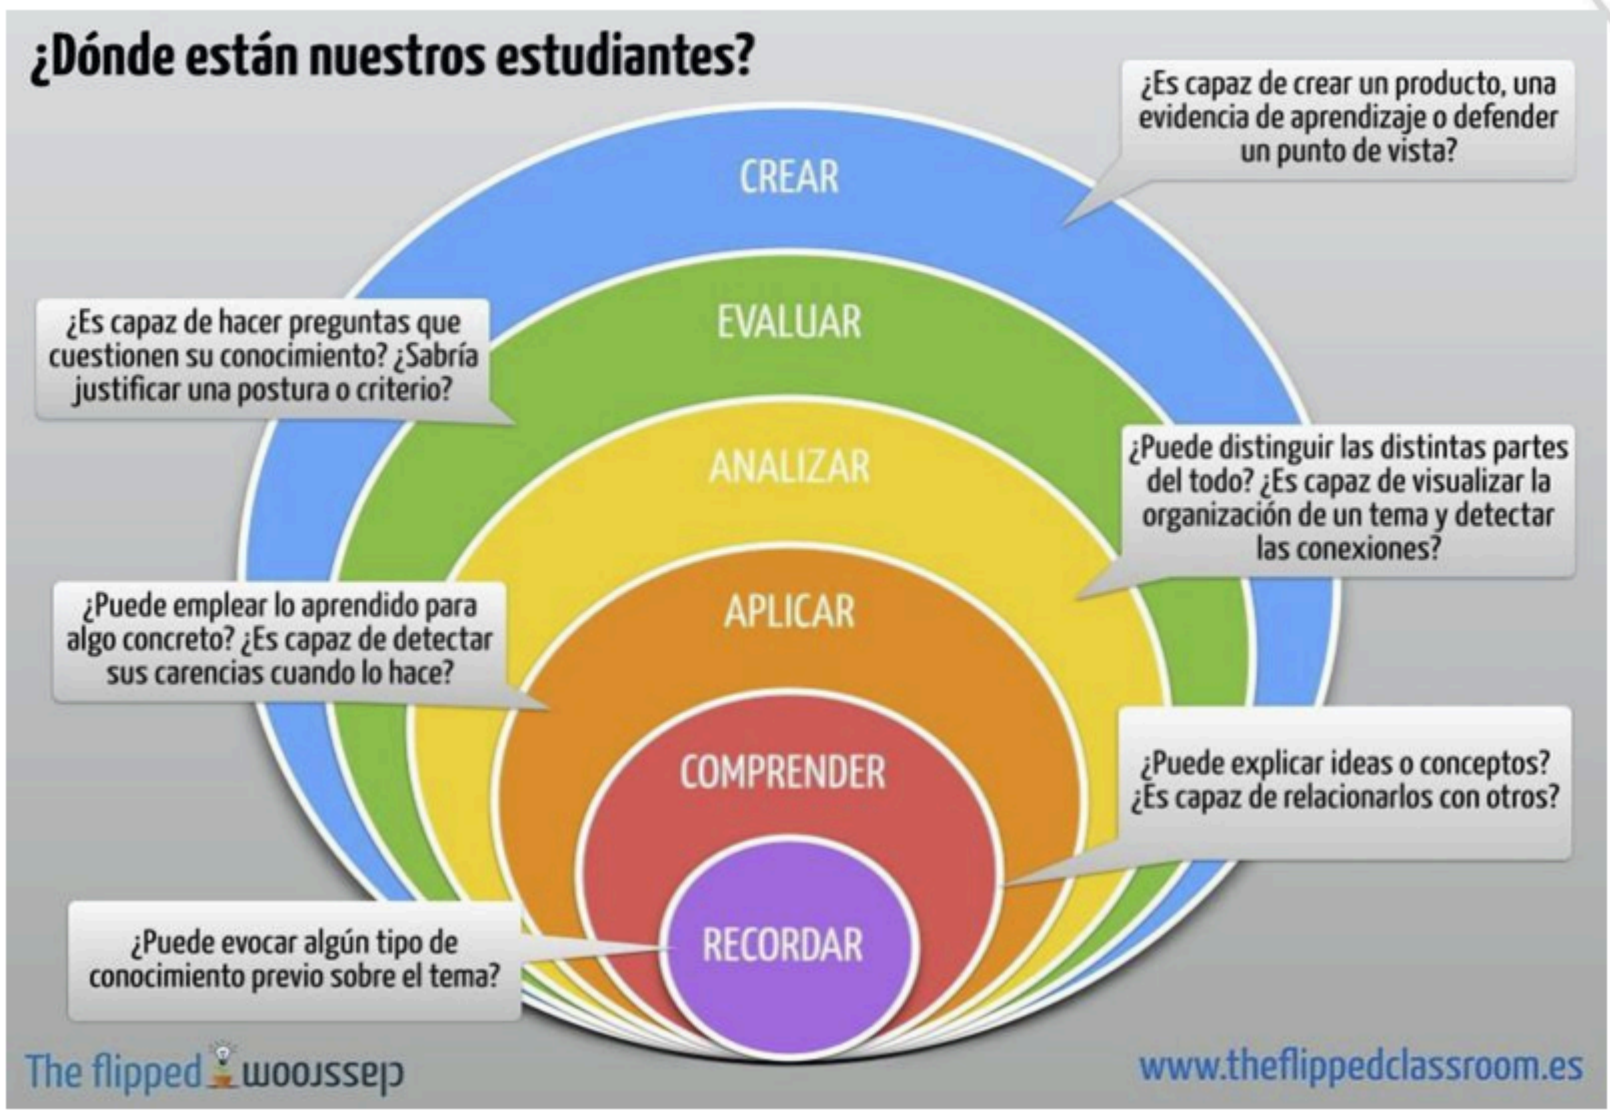 ¿Dónde están nuestros estudiantes?
¿Es capaz de crear un producto, una
evidencia de aprendizaje o defender
un punto de vista?
CREAR
EVALUAR
¿Es capaz de hacer preguntas que
cuestionen su conocimiento? ¿Sabría
justificar una postura o criterio?
ANALIZAR
¿Puede distinguir las distintas partes
del todo? ¿Es capaz de visualizar la
organización de un tema y detectar
las conexiones?
APLICAR
¿Puede emplear lo aprendido para
algo concreto? ¿Es capaz de detectar
sus carencias cuando lo hace?
COMPRENDER
¿Puede explicar ideas o conceptos?
¿Es capaz de relacionarlos con otros?
RECORDAR
¿Puede evocar algún tipo de
conocimiento previo sobre el tema?
The flipped classroom
www.theflippedclassroom.es